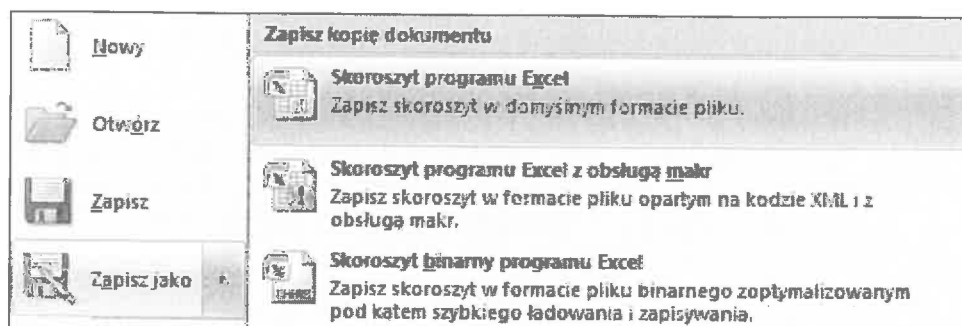 Nowy
Otwórz
Zapisz
Zapisz jako
Zapisz kopię dokumentu
Skoroszyt programu Excel
Zapisz skoroszyt w domyślnym formacie pliku.
Skoroszyt programu Excel z obsługą makr
Zapisz skoroszyt w formacie pliku opartym na kodzie XML i z
obsługą makr.
Skoroszyt binarny programu Excel
Zapisz skoroszyt w formacie pliku binarnego zoptymalizowanym
pod kątem szybkiego ładowania i zapisywania.